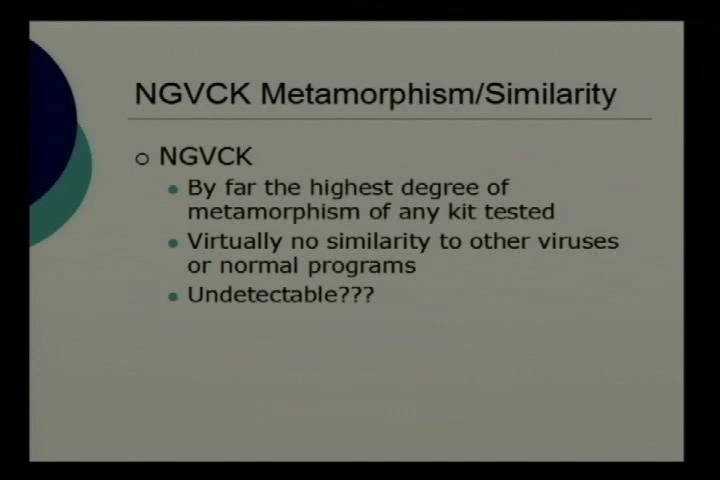 NGVCK Metamorphism/Similarity
NGVCK
By far the highest degree of
metamorphism of any kit tested
Virtually no similarity to other viruses
or normal programs
Undetectable???